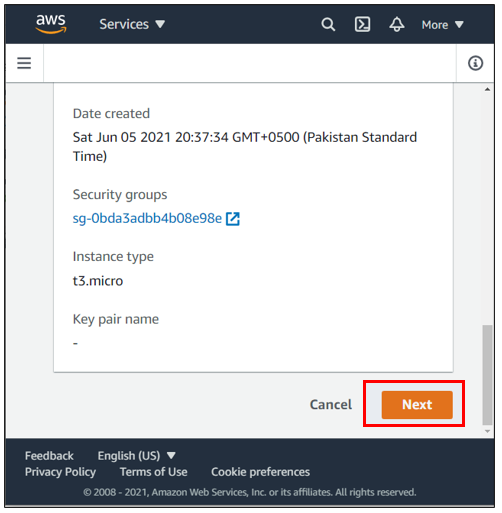 aws
Services
More
Date created
Sat Jun 05 2021 20:37:34 GMT+0500 (Pakistan Standard
Time)
Security groups
sg-0bda3adbb4b08e98e
Instance type
t3.micro
Key pair name
-
Cancel
Next
Feedback
English (US)
Privacy Policy
Terms of Use
Cookie preferences
© 2008 - 2021, Amazon Web Services, Inc. or its affiliates. All rights reserved.